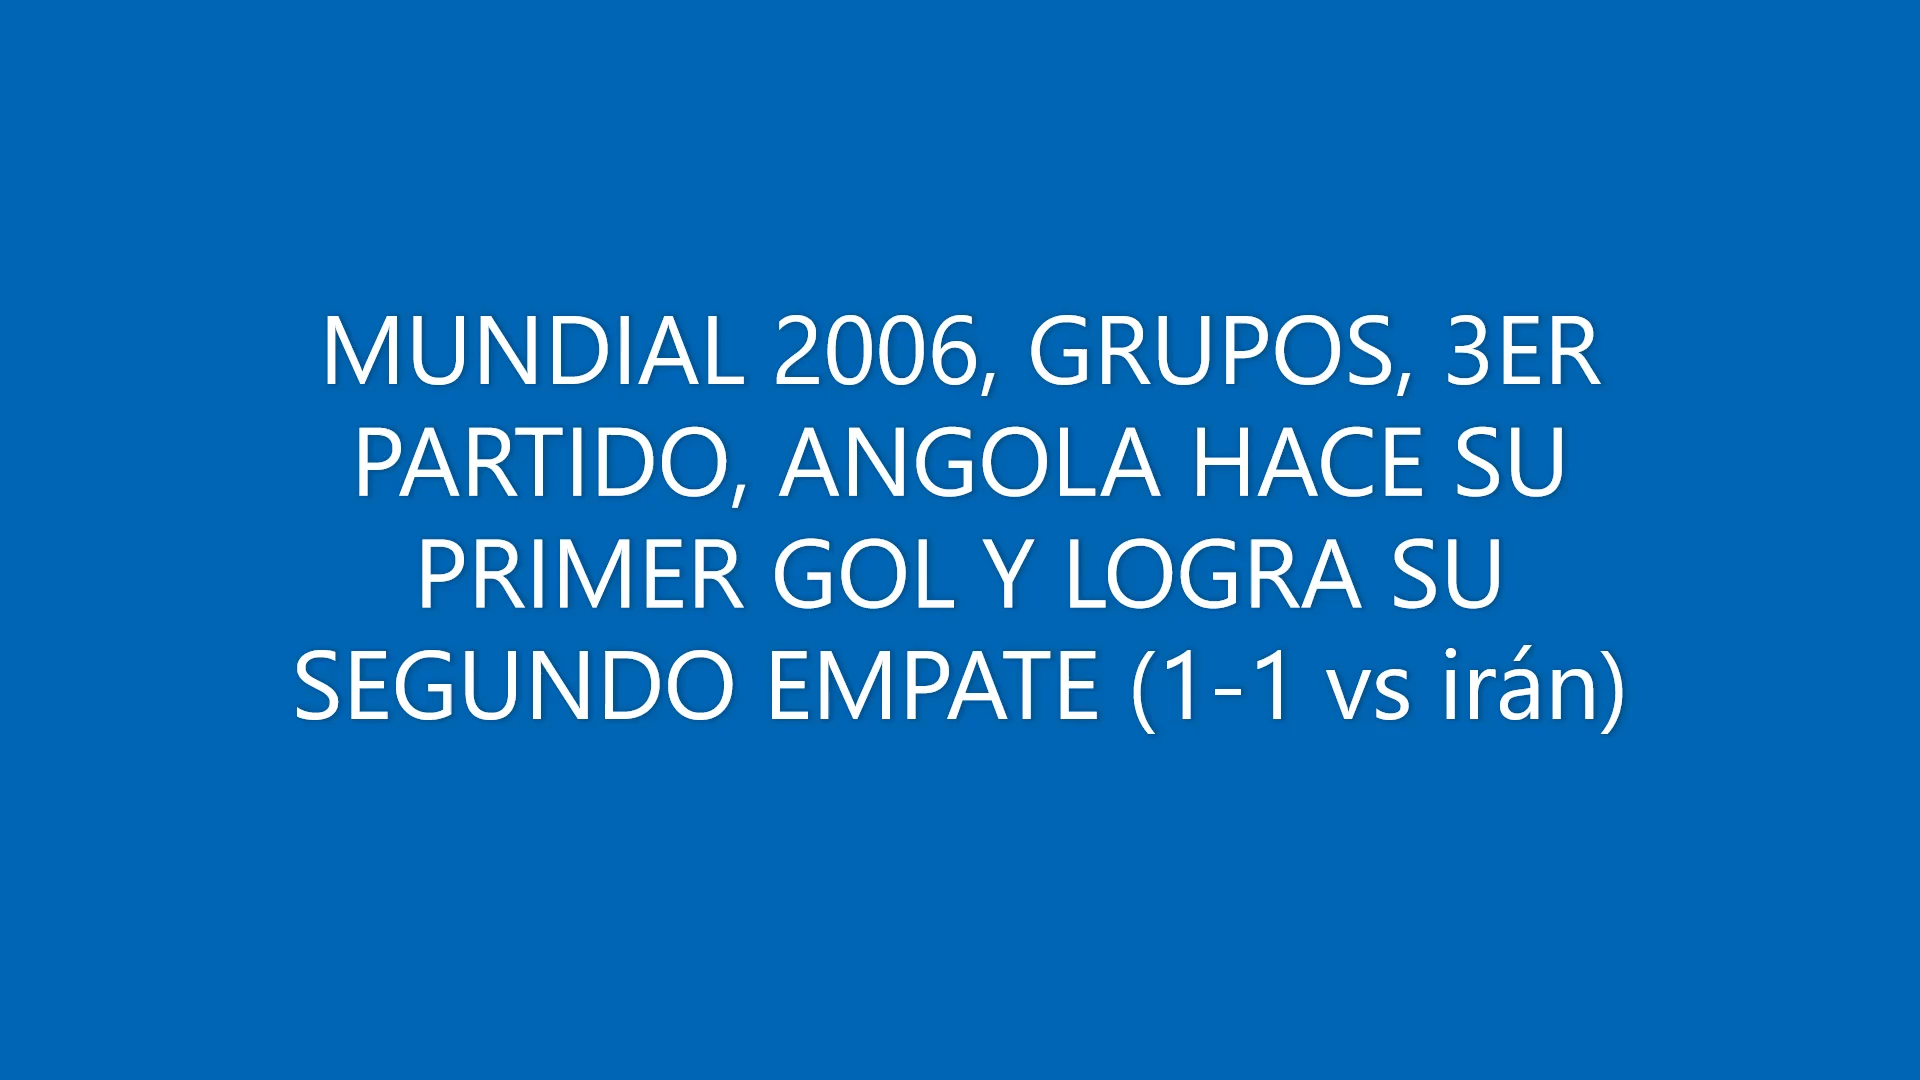 MUNDIAL 2006, GRUPOS, 3ER
PARTIDO, ANGOLA HACE SU
PRIMER GOL Y LOGRA SU
SEGUNDO EMPATE (1-1 vs irán)